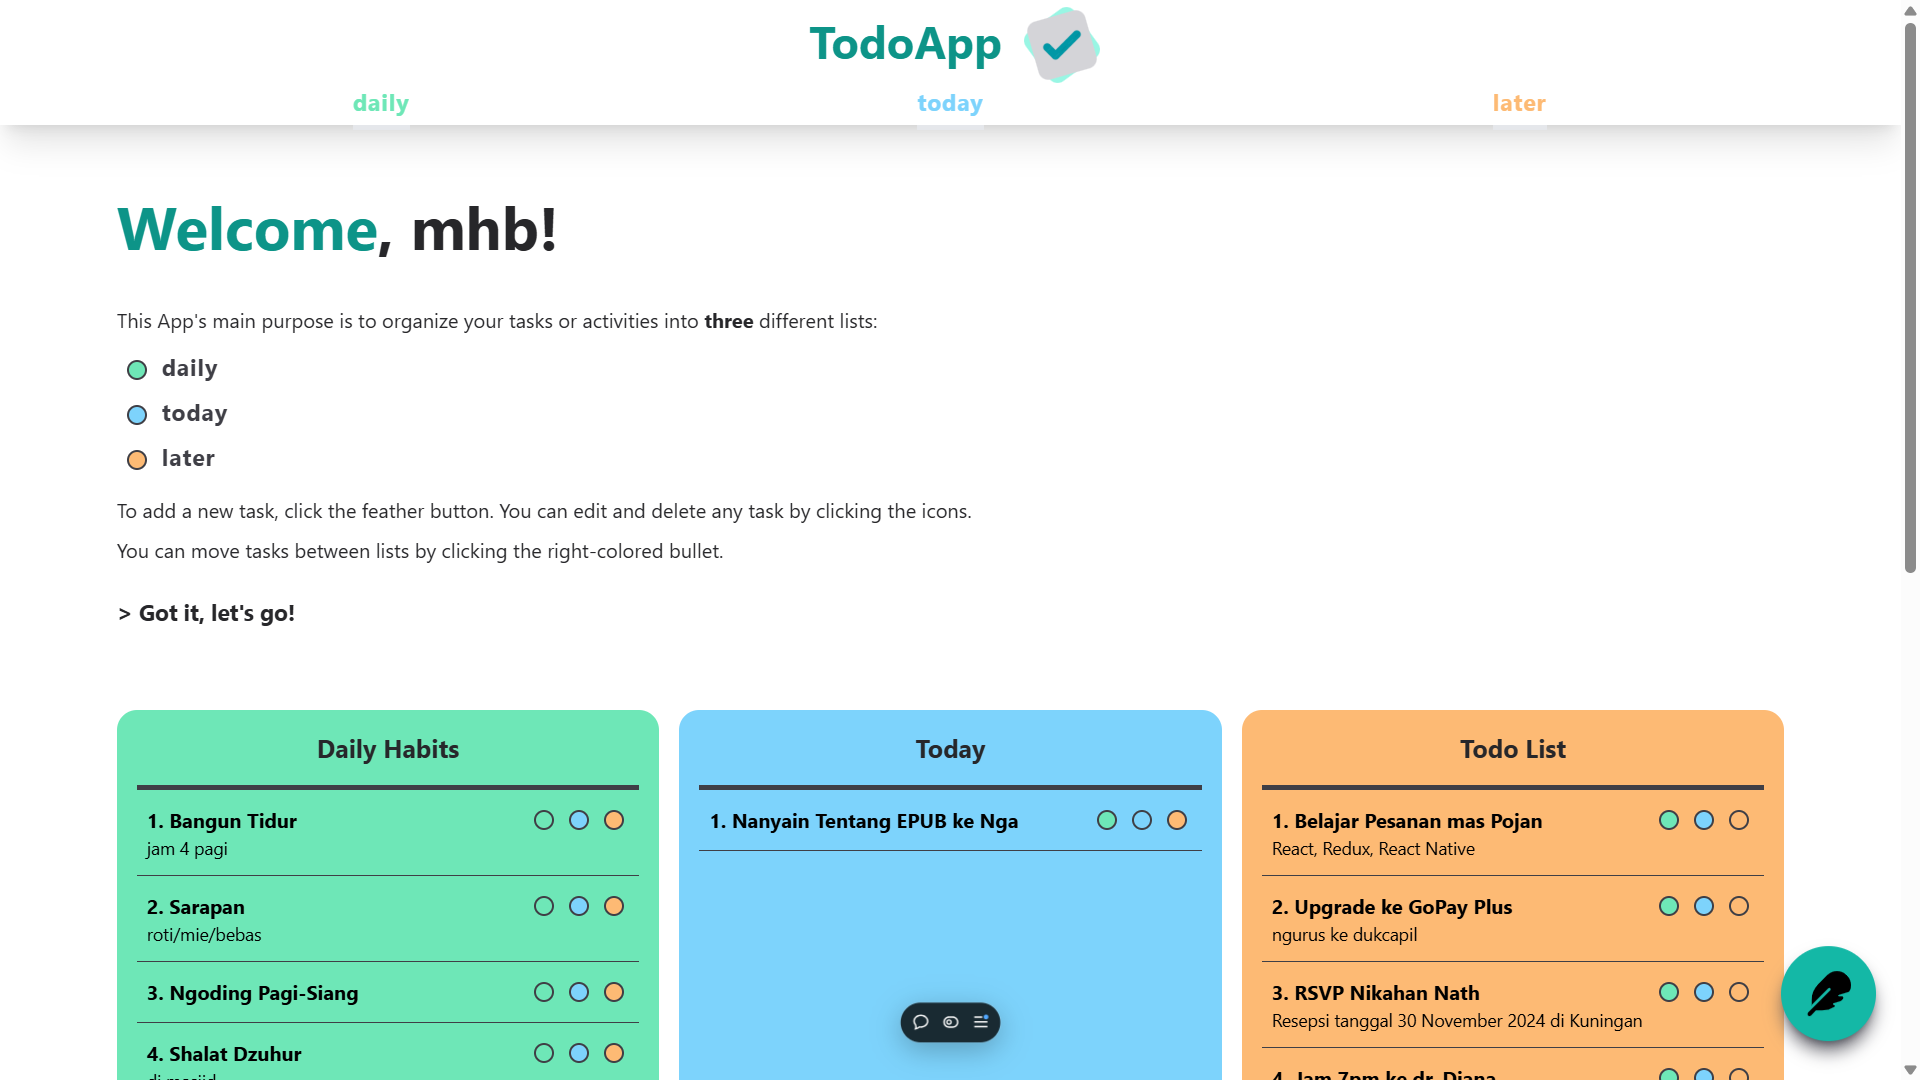 TodoApp
daily
today
later
Welcome, mhb!
This App's main purpose is to organize your tasks or activities into three different lists:
daily
today
later
To add a new task, click the feather button. You can edit and delete any task by clicking the icons.
You can move tasks between lists by clicking the right-colored bullet.
> Got it, let's go!
Daily Habits
1. Bangun Tidur
jam 4 pagi
2. Sarapan
roti/mie/bebas
3. Ngoding Pagi-Siang
4. Shalat Dzuhur
di masjid
Today
1. Nanyain Tentang EPUB ke Nga
Todo List
1. Belajar Pesanan mas Pojan
React, Redux, React Native
2. Upgrade ke GoPay Plus
ngurus ke dukcapil
3. RSVP Nikahan Nath
Resepsi tanggal 30 November 2024 di Kuningan
4. Jam 7pm ke dr. Diana